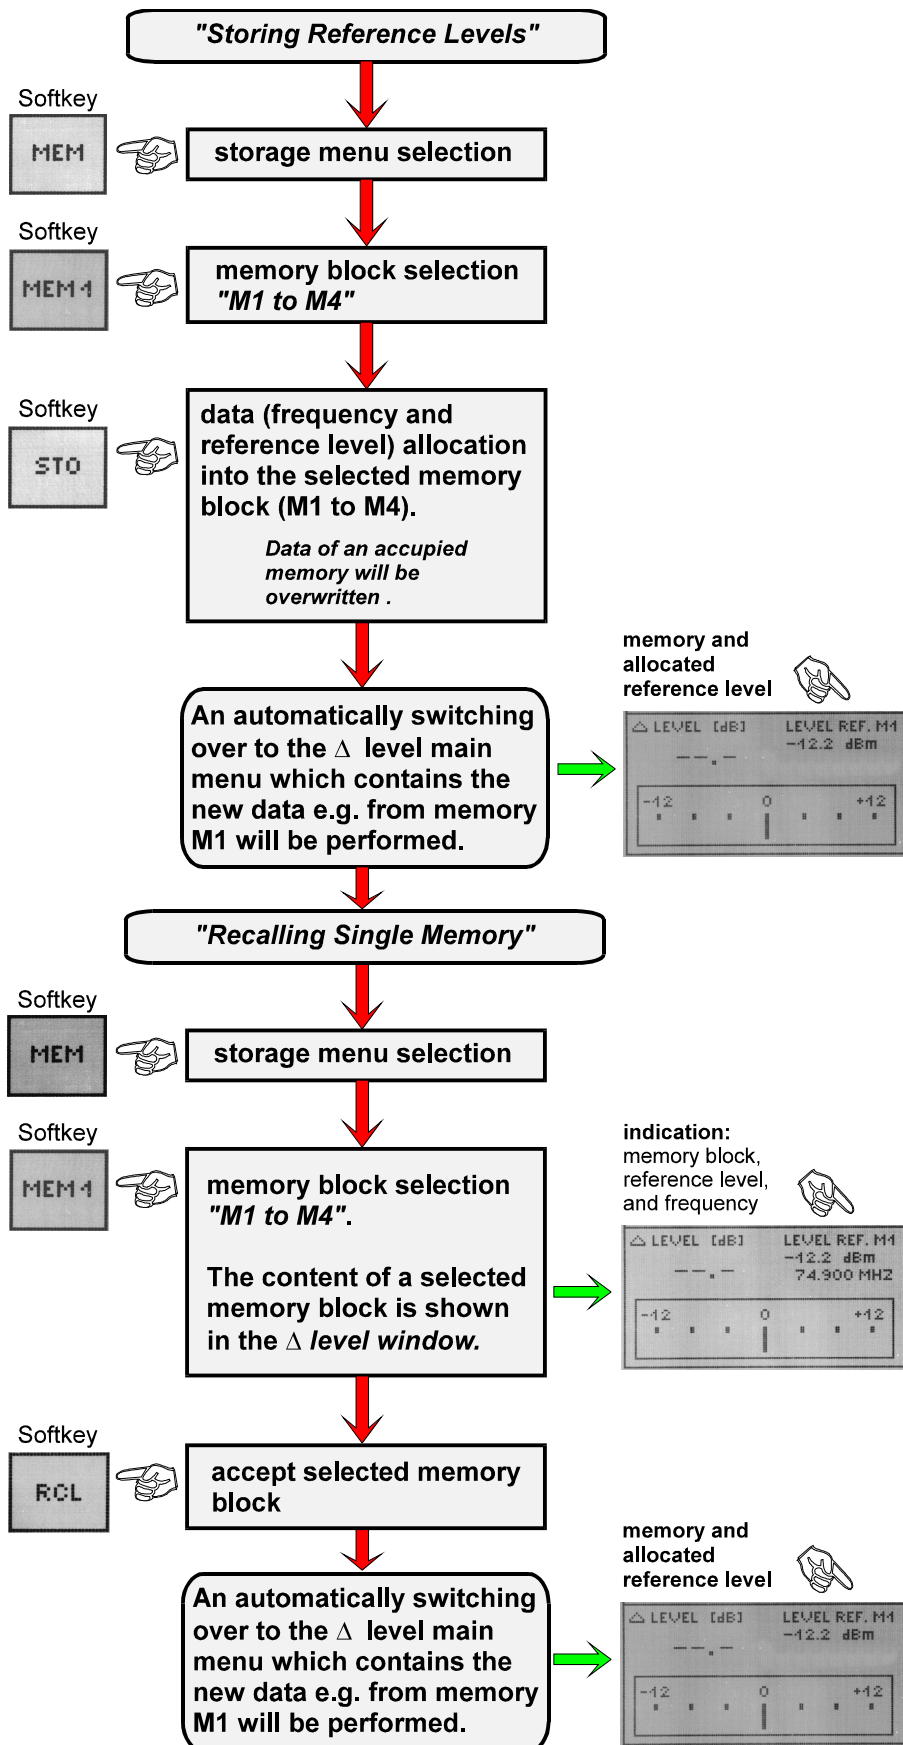 "Storing Reference Levels"
Softkey
MEM
storage menu selection
Softkey
MEM 1
memory block selection
"M1 to M4"
Softkey
STO
data (frequency and
reference level) allocation
into the selected memory
block (M1 to M4).
Data of an accupied
memory will be
overwritten .
An automatically switching
over to the Δ level main
menu which contains the
new data e.g. from memory
M1 will be performed.
memory and
allocated
reference level
△ LEVEL [dB] LEVEL REF. M1
-12.2 dBm
--.-
-12 0 +12
"Recalling Single Memory"
Softkey
MEM
storage menu selection
Softkey
MEM 1
memory block selection
"M1 to M4".
The content of a selected
memory block is shown
in the Δ level window.
indication:
memory block,
reference level,
and frequency
△ LEVEL [dB] LEVEL REF. M1
-12.2 dBm
--.- 74.900 MHZ
-12 0 +12
Softkey
RCL
accept selected memory
block
An automatically switching
over to the Δ level main
menu which contains the
new data e.g. from memory
M1 will be performed.
memory and
allocated
reference level
△ LEVEL [dB] LEVEL REF. M1
-12.2 dBm
--.-
-12 0 +12